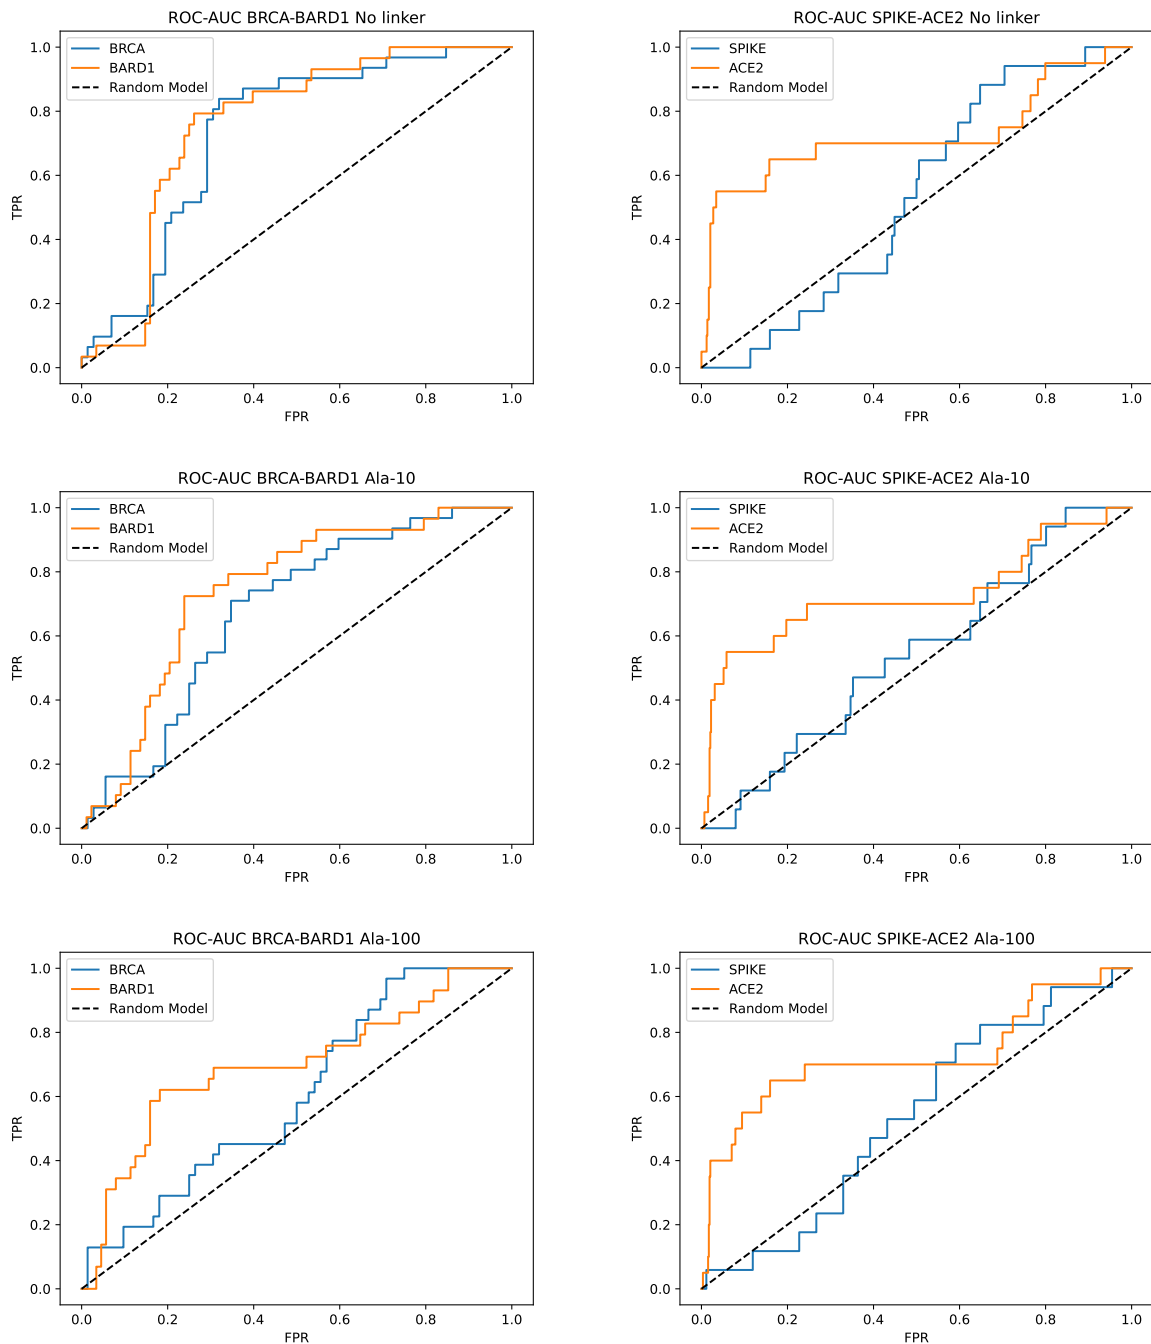 ROC-AUC BRCA-BARD1 No linker
BRCA
BARD1
Random Model
1.0
0.8
0.6
0.4
0.2
0.0
TPR
0.0 0.2 0.4 0.6 0.8 1.0
FPR
ROC-AUC SPIKE-ACE2 No linker
SPIKE
ACE2
Random Model
1.0
0.8
0.6
0.4
0.2
0.0
TPR
0.0 0.2 0.4 0.6 0.8 1.0
FPR
ROC-AUC BRCA-BARD1 Ala-10
BRCA
BARD1
Random Model
1.0
0.8
0.6
0.4
0.2
0.0
TPR
0.0 0.2 0.4 0.6 0.8 1.0
FPR
ROC-AUC SPIKE-ACE2 Ala-10
SPIKE
ACE2
Random Model
1.0
0.8
0.6
0.4
0.2
0.0
TPR
0.0 0.2 0.4 0.6 0.8 1.0
FPR
ROC-AUC BRCA-BARD1 Ala-100
BRCA
BARD1
Random Model
1.0
0.8
0.6
0.4
0.2
0.0
TPR
0.0 0.2 0.4 0.6 0.8 1.0
FPR
ROC-AUC SPIKE-ACE2 Ala-100
SPIKE
ACE2
Random Model
1.0
0.8
0.6
0.4
0.2
0.0
TPR
0.0 0.2 0.4 0.6 0.8 1.0
FPR